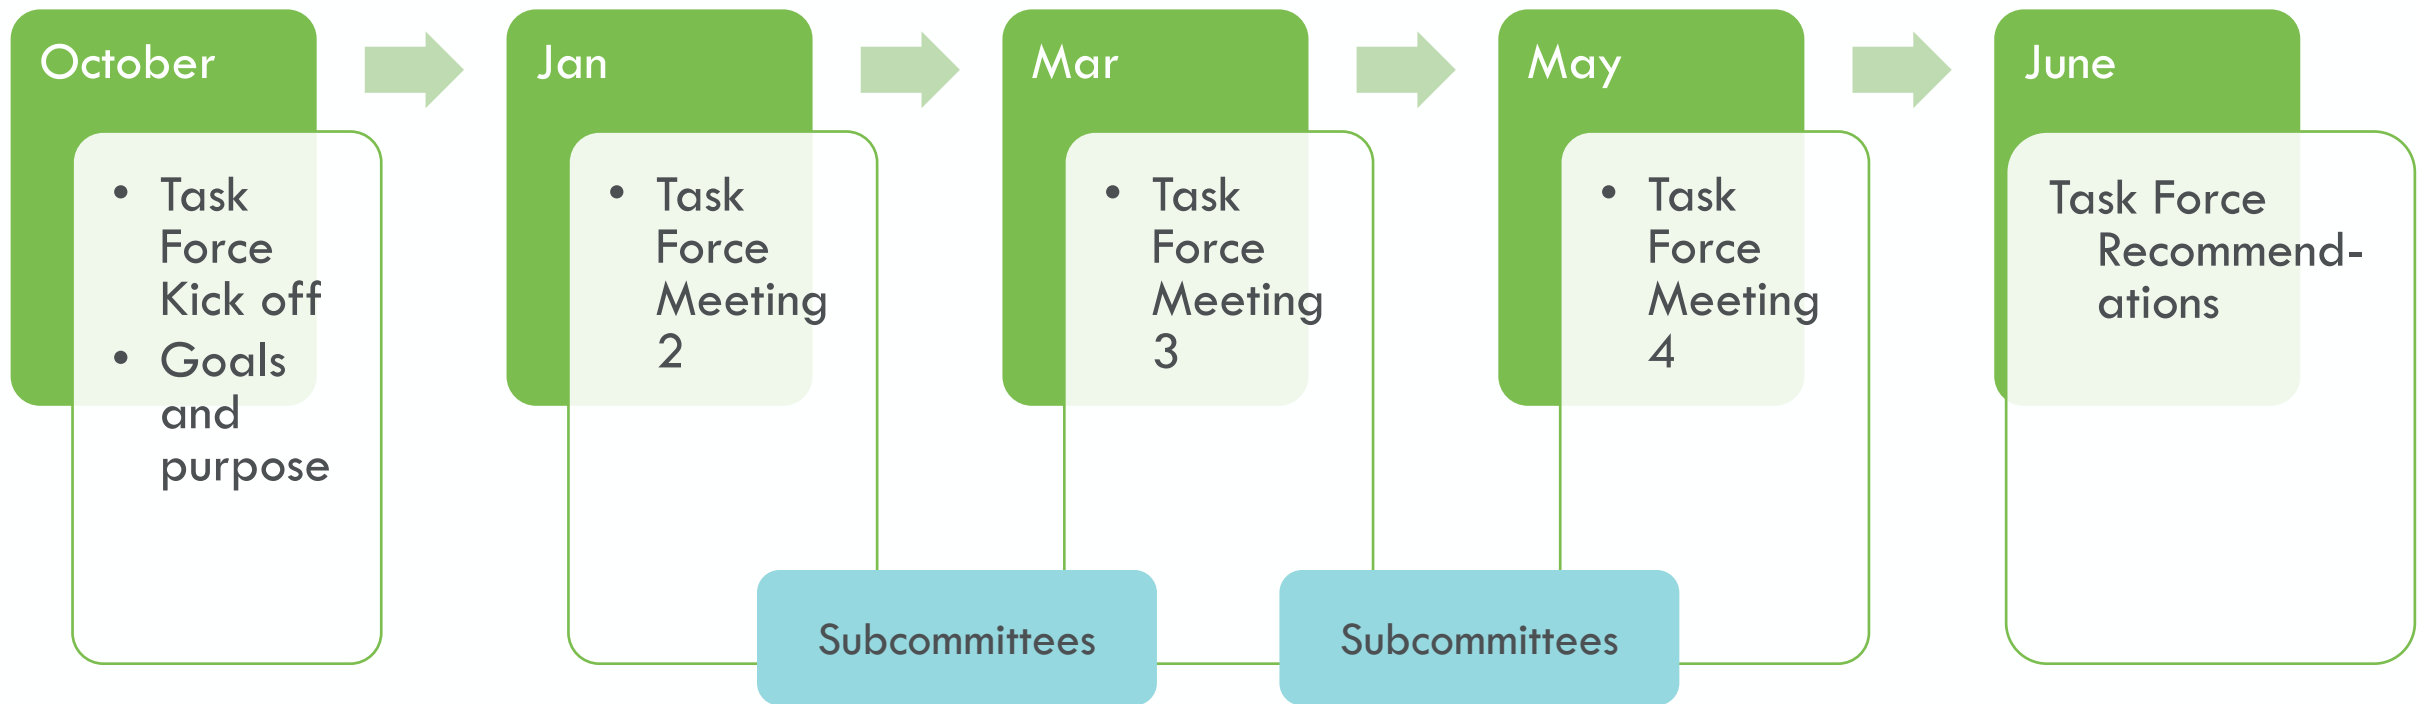 October
• Task
Force
Kick off
• Goals
and
purpose
Jan
• Task
Force
Meeting
2
Mar
• Task
Force
Meeting
3
May
• Task
Force
Meeting
4
June
Task Force
Recommend-
ations
Subcommittees
Subcommittees